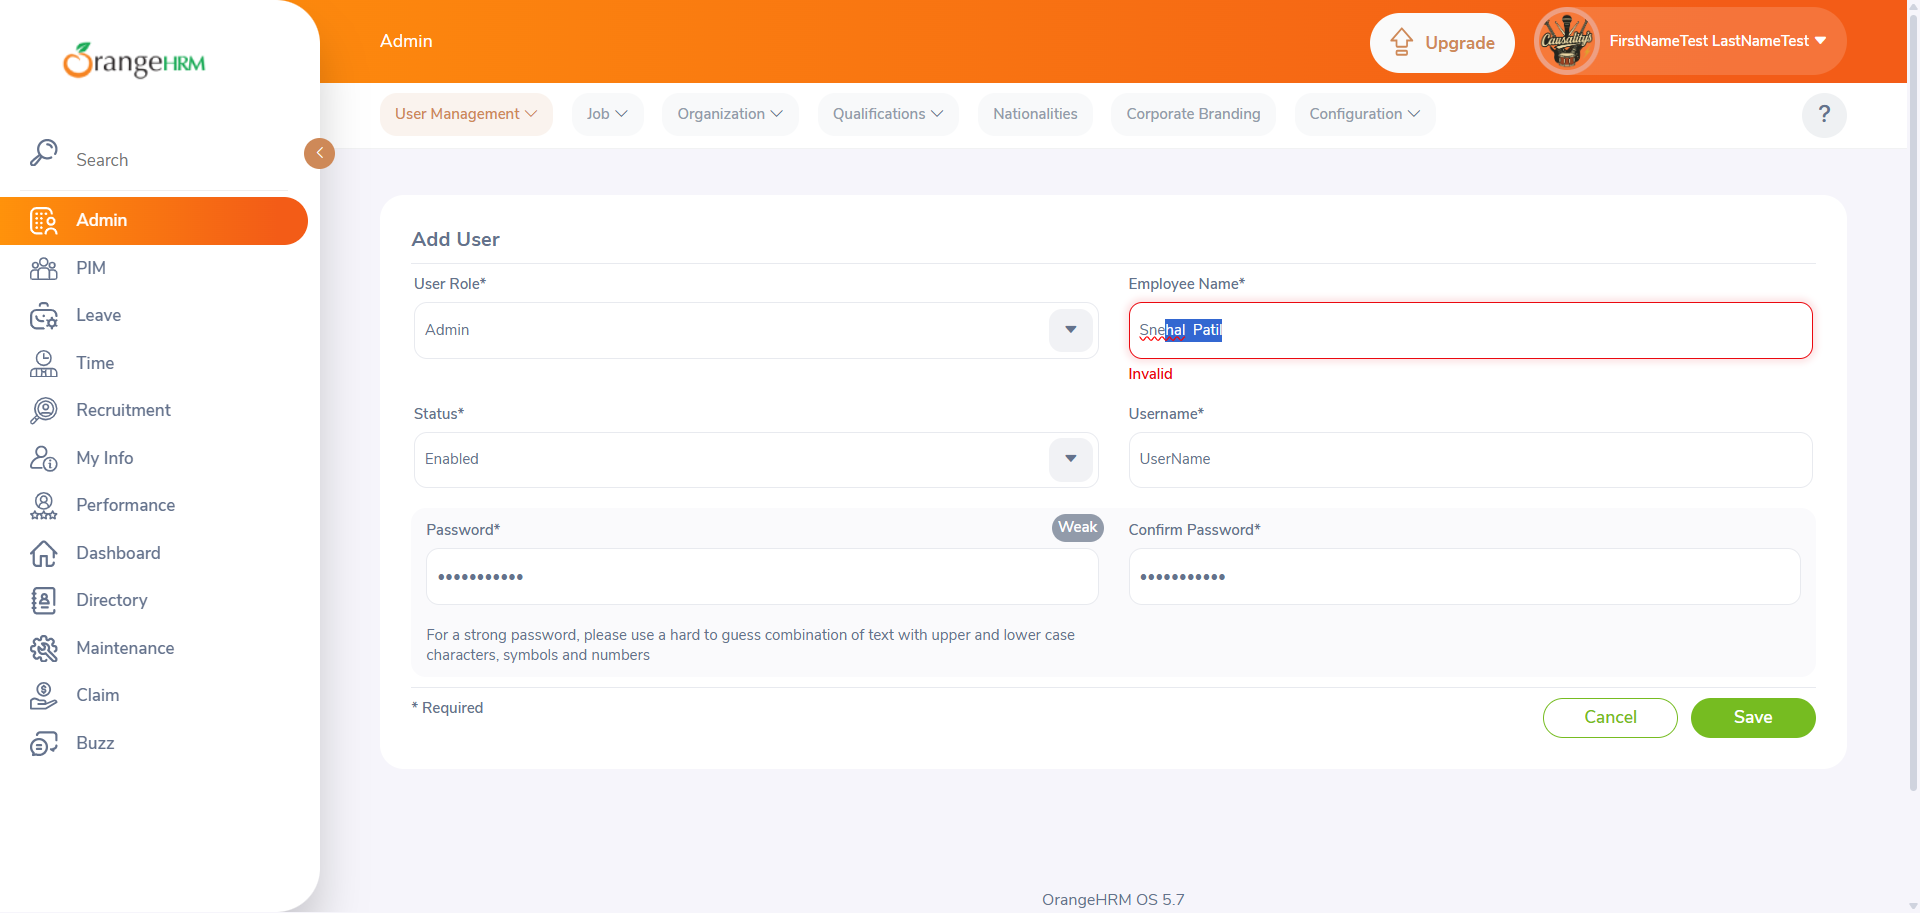 OrangeHRM
Search
Admin
PIM
Leave
Time
Recruitment
My Info
Performance
Dashboard
Directory
Maintenance
Claim
Buzz
Admin
Upgrade
Causality's
FirstNameTest LastNameTest
User Management
Job
Organization
Qualifications
Nationalities
Corporate Branding
Configuration
?
Add User
User Role*
Admin
Employee Name*
Snehal  Patil
Invalid
Status*
Enabled
Username*
UserName
Password*
Weak
•••••••••••
Confirm Password*
•••••••••••
For a strong password, please use a hard to guess combination of text with upper and lower case
characters, symbols and numbers
* Required
Cancel
Save
OrangeHRM OS 5.7